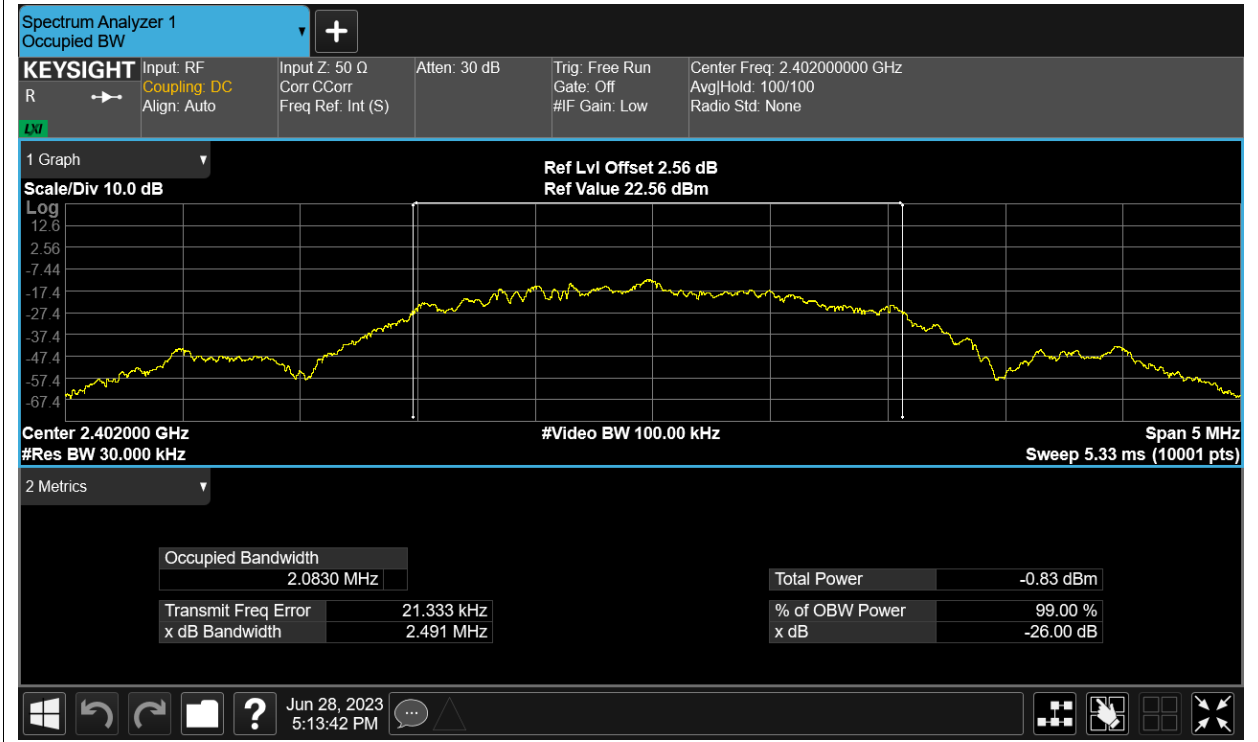 Spectrum Analyzer 1
Occupied BW
KEYSIGHT
R
LXI
Input: RF
Coupling: DC
Align: Auto
Input Z: 50 Ω
Corr CCorr
Freq Ref: Int (S)
Atten: 30 dB
Trig: Free Run
Gate: Off
#IF Gain: Low
Center Freq: 2.402000000 GHz
Avg|Hold: 100/100
Radio Std: None
1 Graph
Scale/Div 10.0 dB
Ref Lvl Offset 2.56 dB
Ref Value 22.56 dBm
Log
12.6
2.56
-7.44
-17.4
-27.4
-37.4
-47.4
-57.4
-67.4
Center 2.402000 GHz
#Video BW 100.00 kHz
Span 5 MHz
#Res BW 30.000 kHz
Sweep 5.33 ms (10001 pts)
2 Metrics
Occupied Bandwidth
2.0830 MHz
Total Power -0.83 dBm
Transmit Freq Error 21.333 kHz
% of OBW Power 99.00 %
x dB Bandwidth 2.491 MHz
x dB -26.00 dB
?
Jun 28, 2023
5:13:42 PM